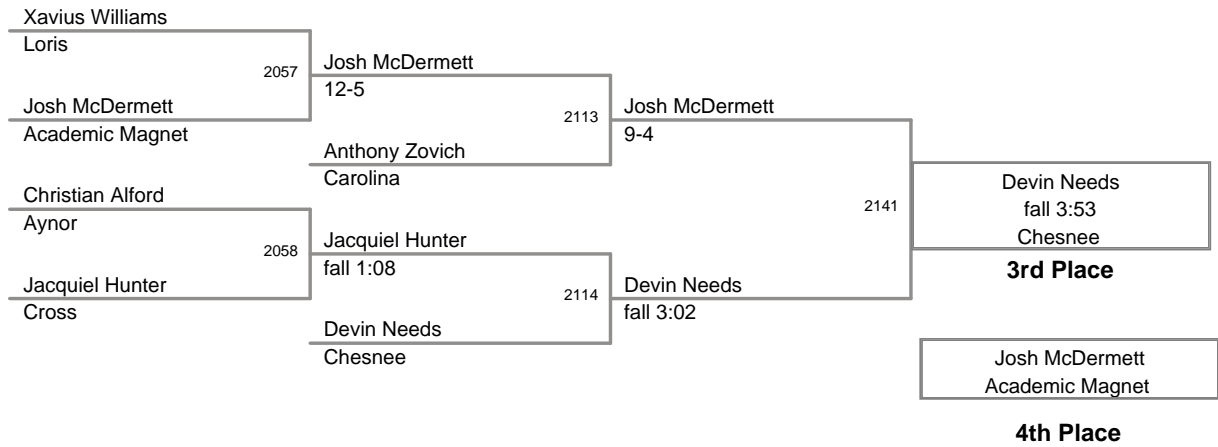 Xavius Williams
Loris
2057
Josh McDermett
12-5
Josh McDermett
Academic Magnet
2113
Josh McDermett
9-4
Anthony Zovich
Carolina
Christian Alford
Aynor
2058
Jacquiel Hunter
fall 1:08
Jacquiel Hunter
Cross
2114
Devin Needs
fall 3:02
Devin Needs
Chesnee
2141
Devin Needs
fall 3:53
Chesnee
3rd Place
Josh McDermett
Academic Magnet
4th Place